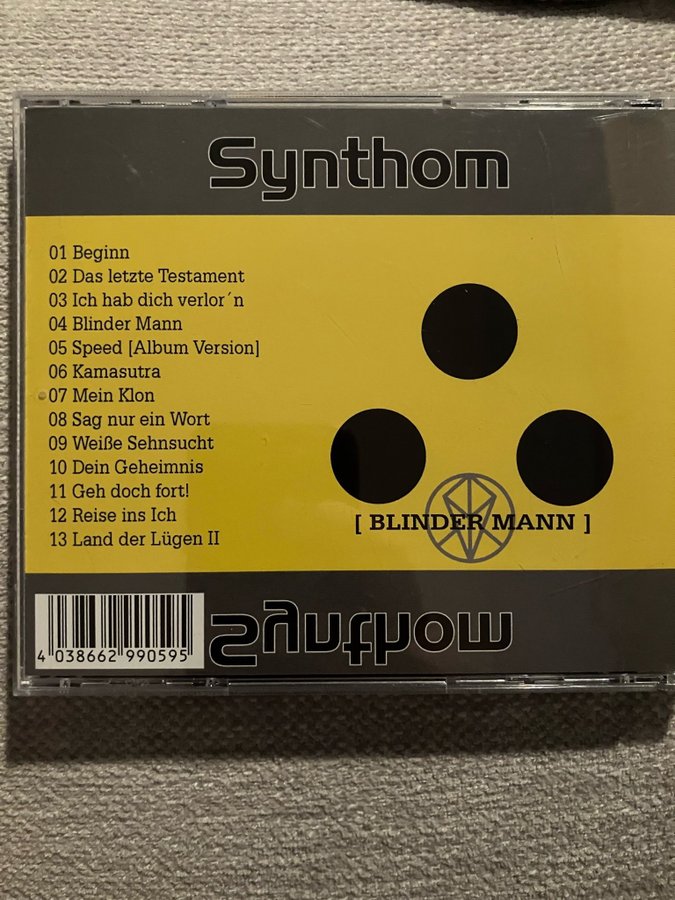 Synthom
01 Beginn
02 Das letzte Testament
03 Ich hab dich verlor´n
04 Blinder Mann
05 Speed [Album Version]
06 Kamasutra
07 Mein Klon
08 Sag nur ein Wort
09 Weiße Sehnsucht
10 Dein Geheimnis
11 Geh doch fort!
12 Reise ins Ich
13 Land der Lügen II
[ BLINDER MANN ]
Synthom
4 038662 990595